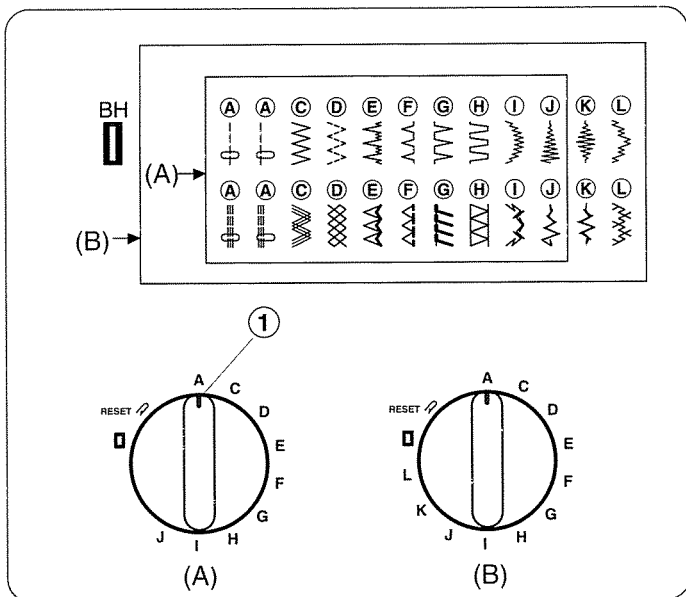 BH
A A C D E F G H I J K L
(A)
A A C D E F G H I J K L
(B)
1
A
C
D
E
F
G
H
I
J
RESET
(A)
A
C
D
E
F
G
H
I
J
K
L
RESET
(B)